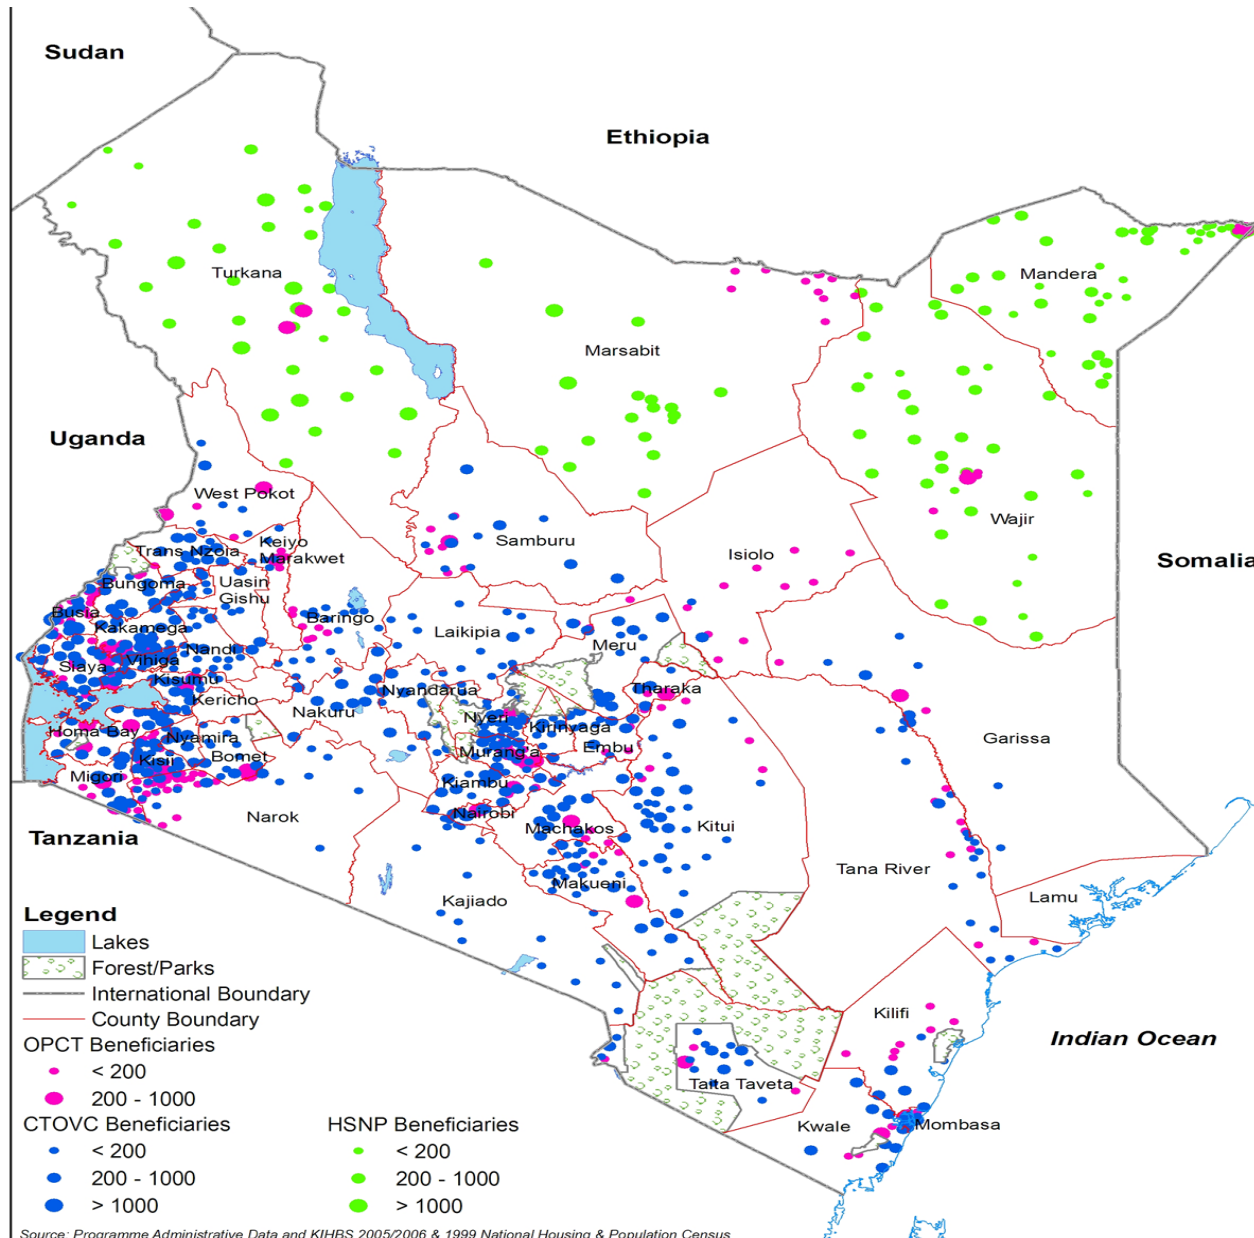 Sudan
Ethiopia
Turkana
Mandera
Marsabit
Uganda
West Pokot
Wajir
Samburu
Isiolo
Somalia
Trans Nzoia
Keiyo
Marakwet
Bungoma
Uasin
Gishu
Busia
Kakamega
Baringo
Laikipia
Meru
Nandi
Siaya
Vihiga
Kisumu
Kericho
Nyandarua
Tharaka
Nakuru
Nyeri
Kirinyaga
Homa Bay
Nyamira
Embu
Garissa
Murang'a
Kisii
Bomet
Migori
Kiambu
Narok
Nairobi
Machakos
Kitui
Tanzania
Tana River
Makueni
Kajiado
Lamu
Kilifi
Indian Ocean
Taita Taveta
Kwale
Mombasa
Legend
Lakes
Forest/Parks
International Boundary
County Boundary
OPCT Beneficiaries
< 200
200 - 1000
CTOVC Beneficiaries
< 200
200 - 1000
> 1000
HSNP Beneficiaries
< 200
200 - 1000
> 1000
Source: Programme Administrative Data and KIHBS 2005/2006 & 1999 National Housing & Population Census